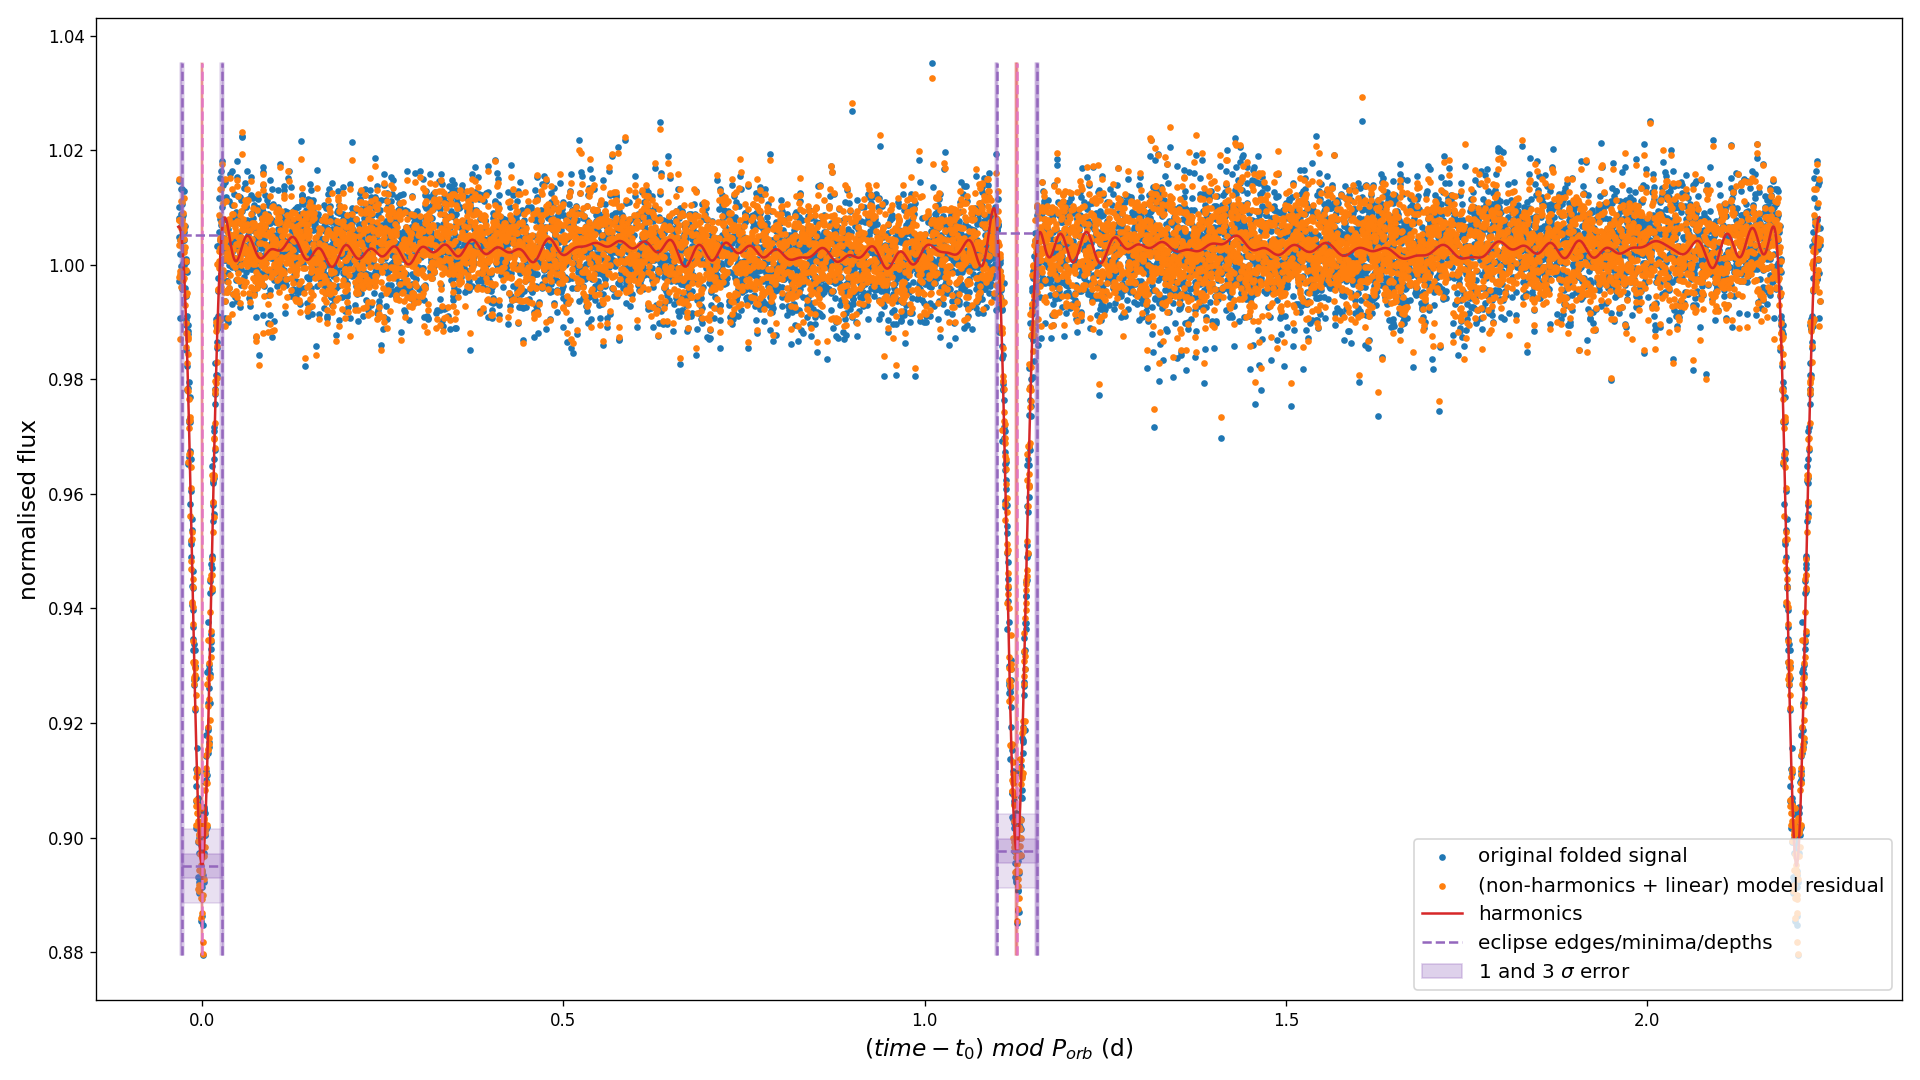 1.04
1.02
1.00
0.98
0.96
0.94
0.92
0.90
0.88
normalised flux
0.0
0.5
1.0
1.5
2.0
(time − t₀) mod Pₒᵣb (d)
original folded signal
(non-harmonics + linear) model residual
harmonics
eclipse edges/minima/depths
1 and 3 σ error